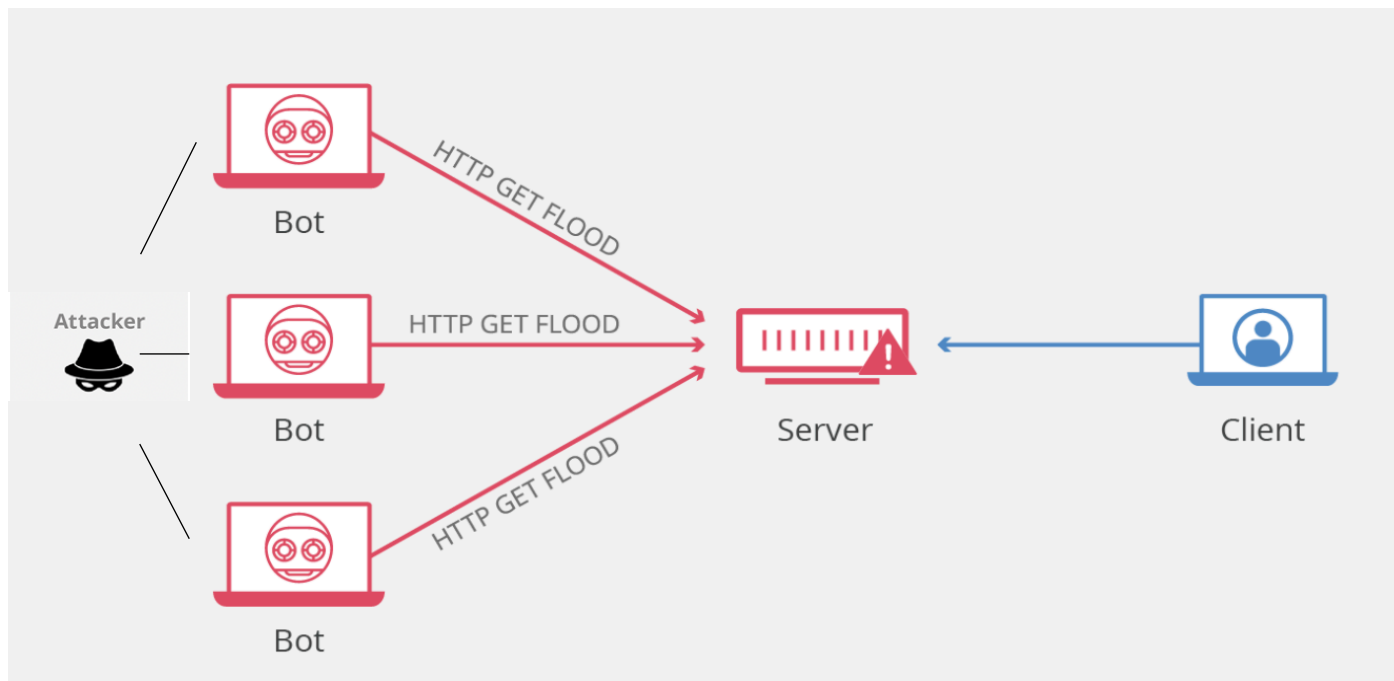 HTTP GET FLOOD
Bot
Attacker
HTTP GET FLOOD
Bot
Server
Client
HTTP GET FLOOD
Bot